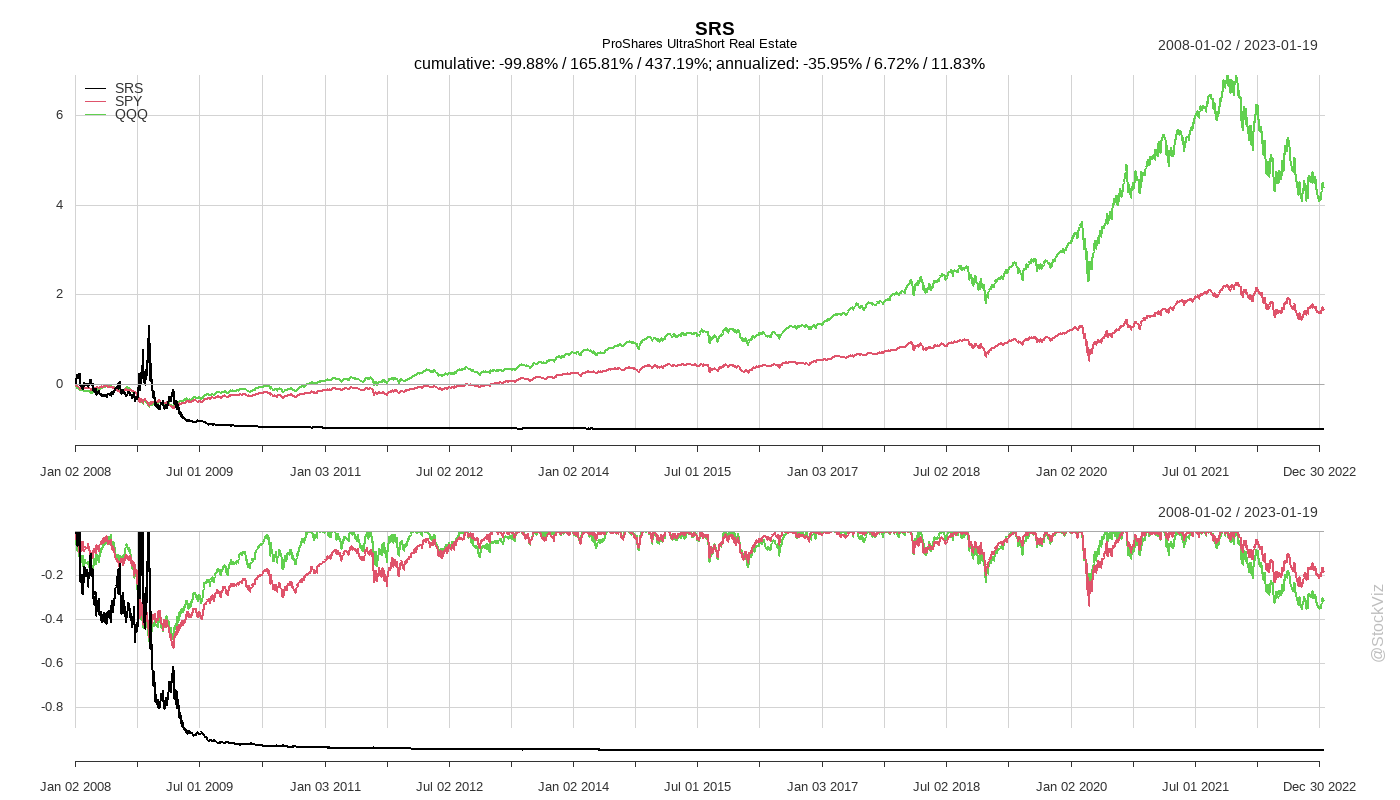 SRS
ProShares UltraShort Real Estate
2008-01-02 / 2023-01-19
cumulative: -99.88% / 165.81% / 437.19%; annualized: -35.95% / 6.72% / 11.83%
SRS
SPY
QQQ
6
4
2
0
Jan 02 2008 Jul 01 2009 Jan 03 2011 Jul 02 2012 Jan 02 2014 Jul 01 2015 Jan 03 2017 Jul 02 2018 Jan 02 2020 Jul 01 2021 Dec 30 2022
2008-01-02 / 2023-01-19
-0.2
-0.4
-0.6
-0.8
Jan 02 2008 Jul 01 2009 Jan 03 2011 Jul 02 2012 Jan 02 2014 Jul 01 2015 Jan 03 2017 Jul 02 2018 Jan 02 2020 Jul 01 2021 Dec 30 2022
@StockViz